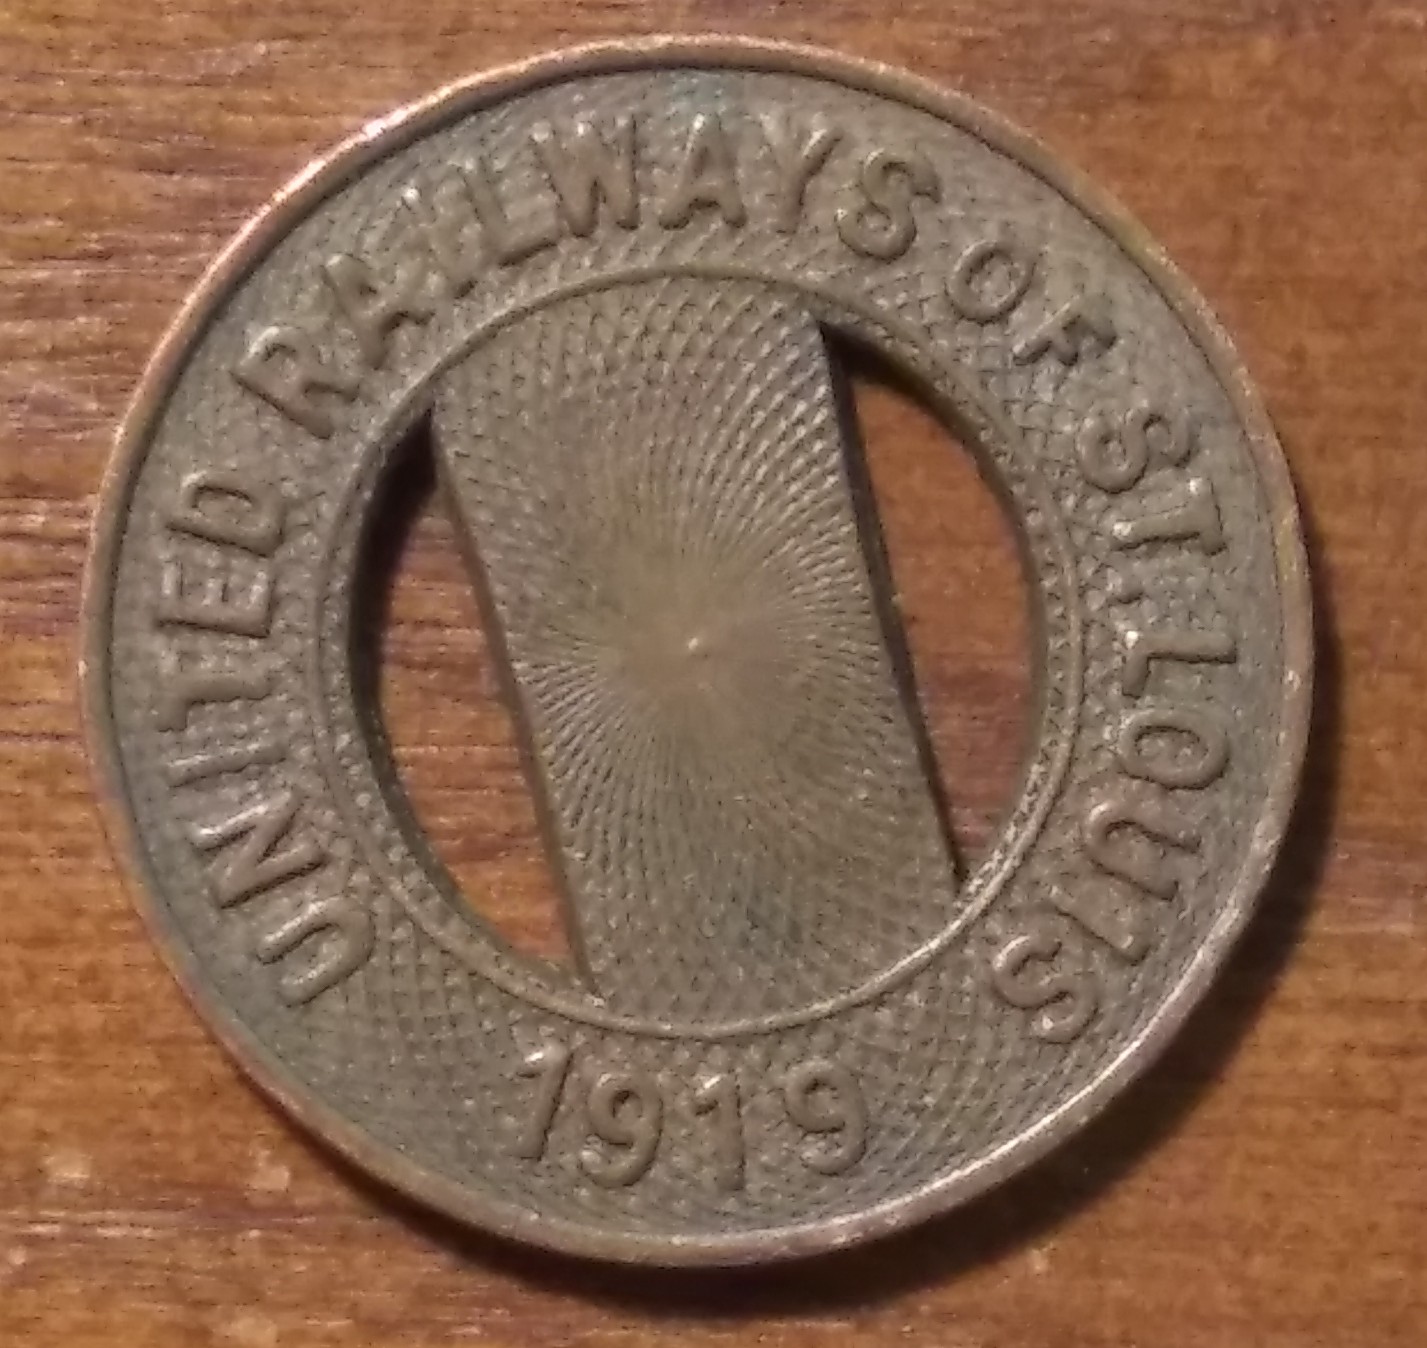 UNITED RAILWAYS OF ST. LOUIS
1919